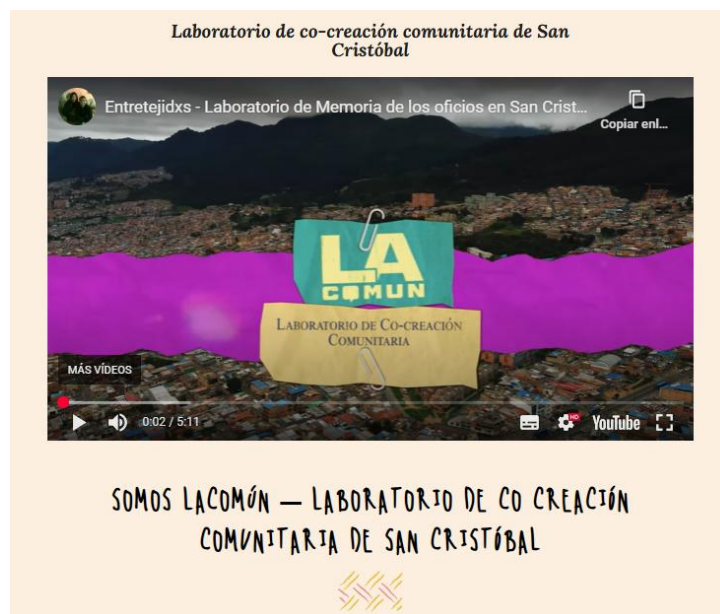 Laboratorio de co-creación comunitaria de San
Cristóbal
Entretejidxs - Laboratorio de Memoria de los oficios en San Crist...
Copiar enl...
LA
COMUN
LABORATORIO DE CO-CREACIÓN
COMUNITARIA
MÁS VÍDEOS
0:02 / 5:11
HD
YouTube
SOMOS LACOMÚN — LABORATORIO DE CO CREACIÓN
COMUNITARIA DE SAN CRISTÓBAL